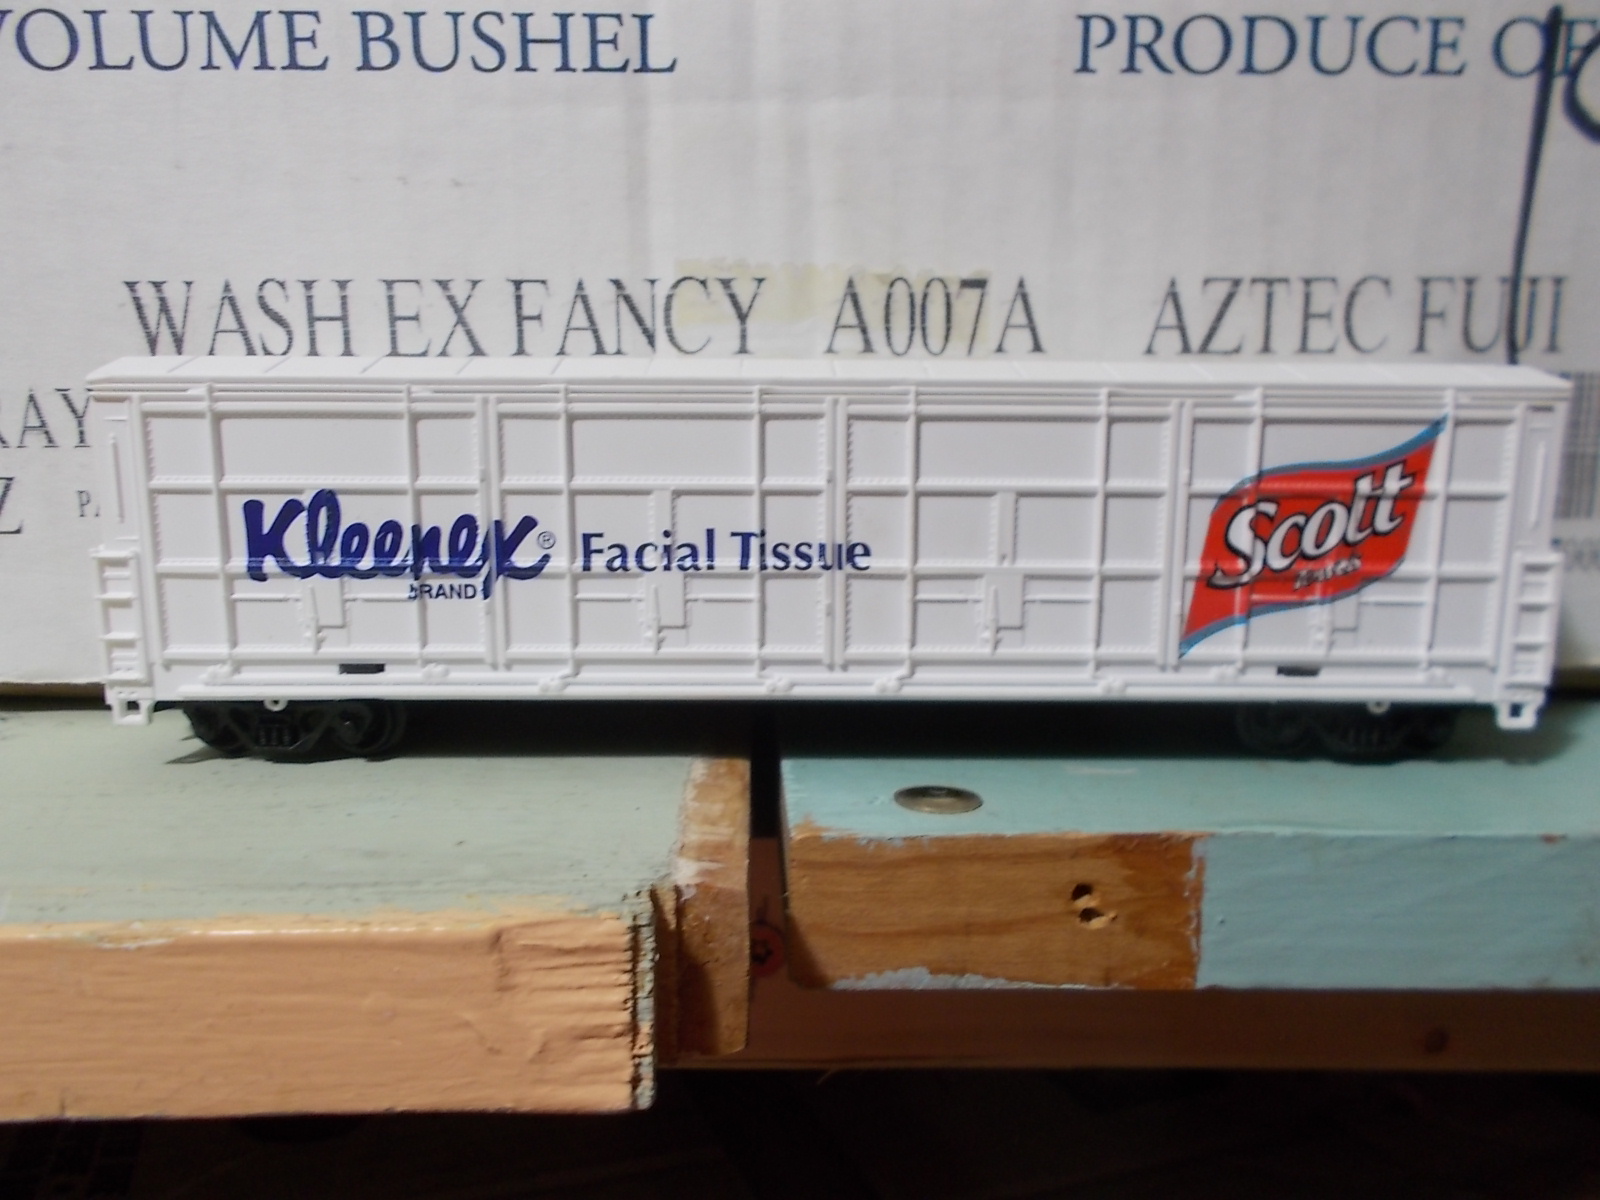 VOLUME BUSHEL
PRODUCE OF
WASH EX FANCY A007A AZTEC FUJI
Kleenex® Facial Tissue
BRAND
Scott